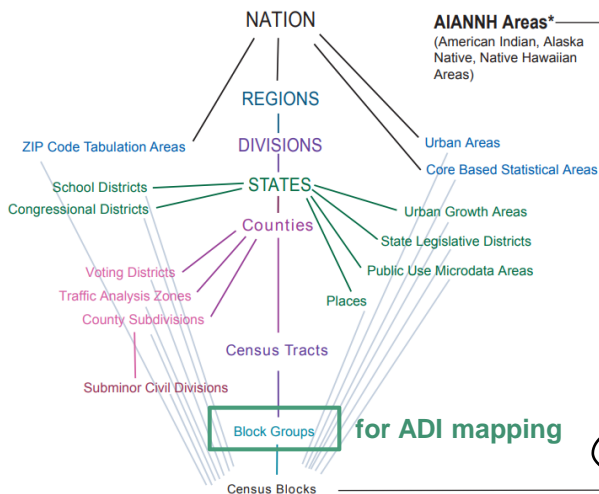 NATION
AIANNH Areas*
(American Indian, Alaska
Native, Native Hawaiian
Areas)
REGIONS
ZIP Code Tabulation Areas
DIVISIONS
Urban Areas
Core Based Statistical Areas
School Districts
STATES
Congressional Districts
Urban Growth Areas
Counties
State Legislative Districts
Voting Districts
Public Use Microdata Areas
Traffic Analysis Zones
Places
County Subdivisions
Census Tracts
Subminor Civil Divisions
Block Groups
for ADI mapping
Census Blocks